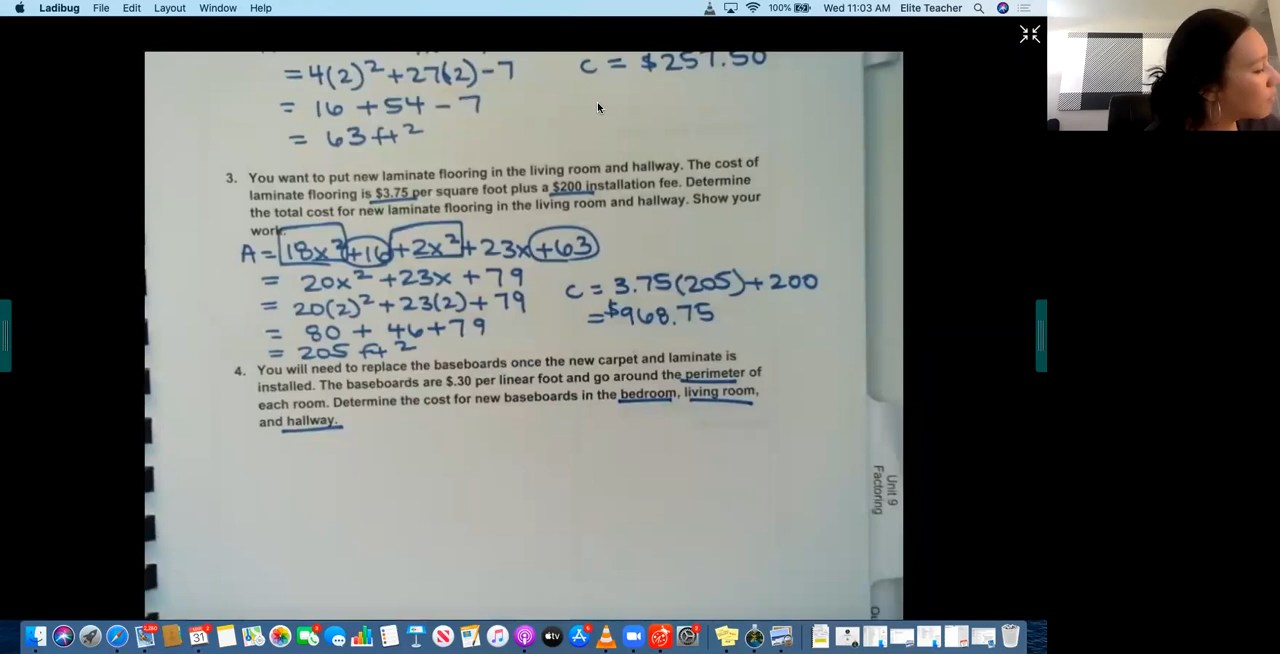 Ladibug File Edit Layout Window Help 100% Wed 11:03 AM Elite Teacher
= 4(2)² + 27(2) - 7
c = $257.50
= 16 + 54 - 7
= 63 ft²
3. You want to put new laminate flooring in the living room and hallway. The cost of
laminate flooring is $3.75 per square foot plus a $200 installation fee. Determine
the total cost for new laminate flooring in the living room and hallway. Show your
work.
A = 18x² + 16 + 2x² + 23x + 63
= 20x² + 23x + 79
= 20(2)² + 23(2) + 79
= 80 + 46 + 79
= 205 ft²
c = 3.75(205) + 200
= $968.75
4. You will need to replace the baseboards once the new carpet and laminate is
installed. The baseboards are $.30 per linear foot and go around the perimeter of
each room. Determine the cost for new baseboards in the bedroom, living room,
and hallway.
Unit 9
Factoring
31
tv